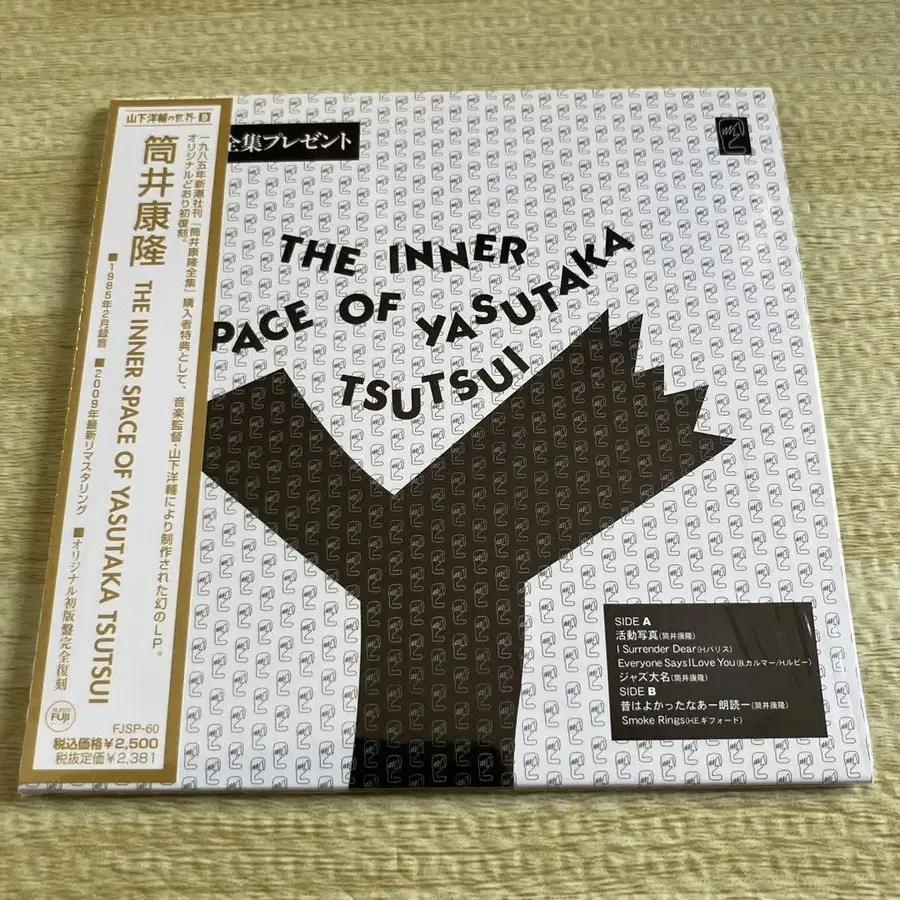 山下洋輔の世界 9
筒井康隆 THE INNER SPACE OF YASUTAKA TSUTSUI
一九八五年新潮社刊「筒井康隆全集」購入者特典として、音楽監督・山下洋輔により制作された幻のLP。
オリジナルどおり初復刻。
■1985年2月録音 ■2009年最新リマスタリング ■オリジナル初版盤完全復刻
SUPER
FUJI
FJSP-60
税込価格¥2,500
税抜定価¥2,381
全集プレゼント
THE INNER
PACE OF YASUTAKA
TSUTSUI
SIDE A
活動写真(筒井康隆)
I Surrender Dear(H.バリス)
Everyone Says I Love You(B.カルマー/H.ルビー)
ジャズ大名(筒井康隆)
SIDE B
昔はよかったなあー朗読ー(筒井康隆)
Smoke Rings(H.E.ギフォード)